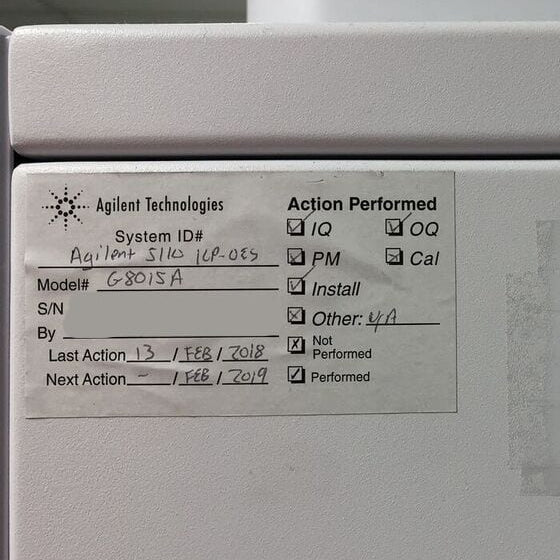 Agilent Technologies
System ID#
Agilent 5110 ICP-OES
Model# G8015A
S/N
By
Last Action 13 / FEB / 2018
Next Action - / FEB / 2019
Action Performed
IQ OQ
PM Cal
Install
Other: N/A
Not
Performed
Performed